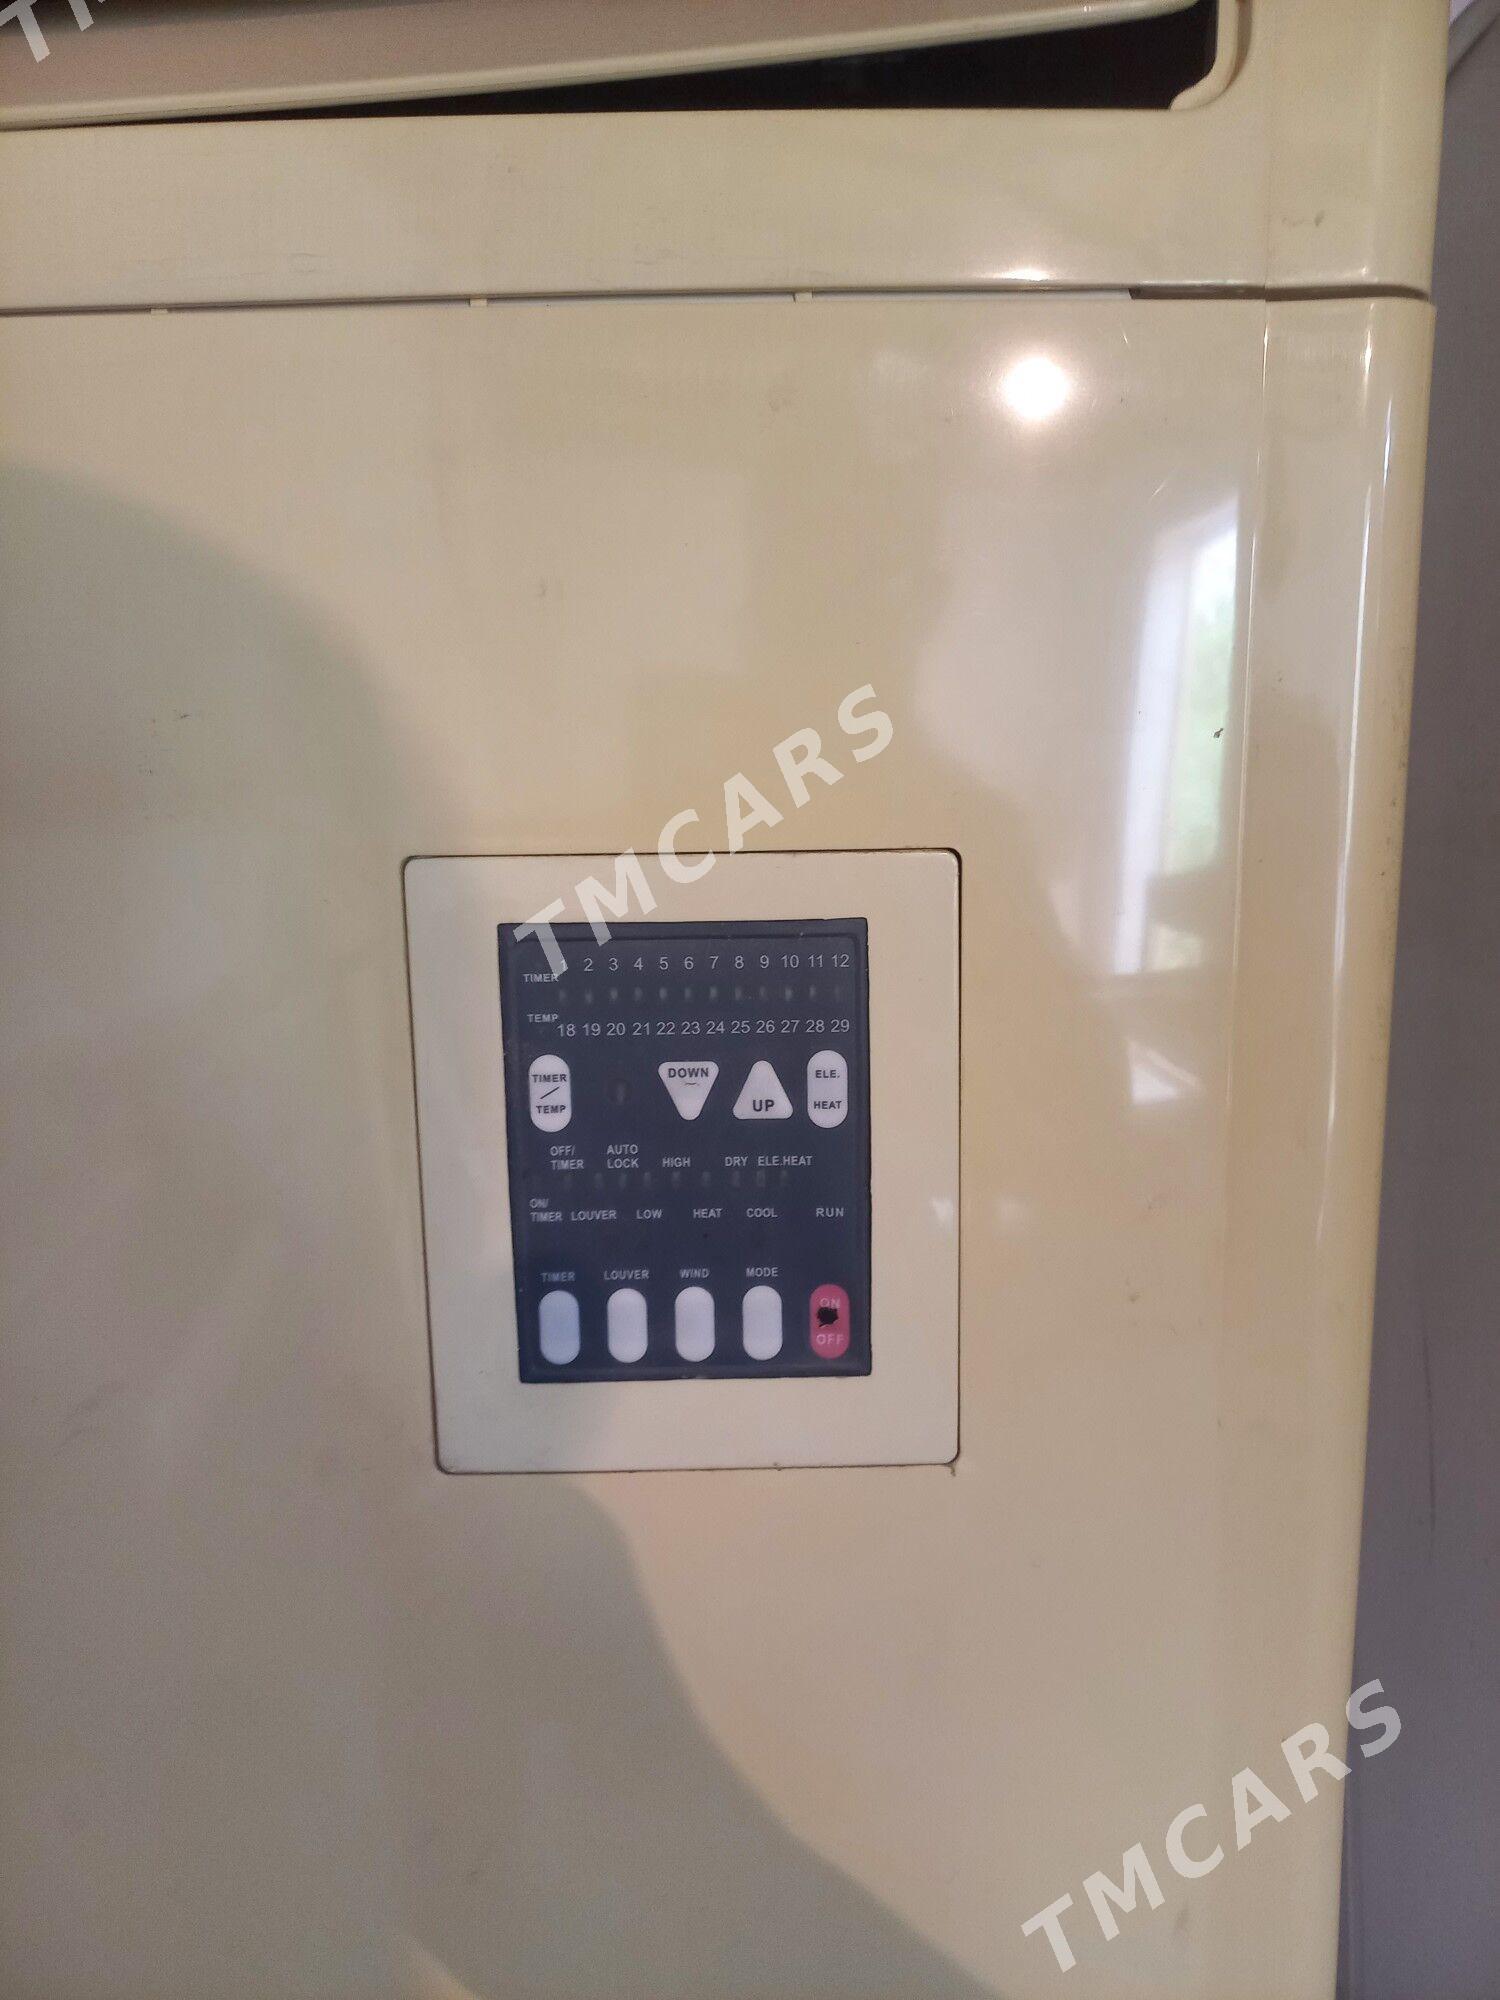 TMCARS
1 2 3 4 5 6 7 8 9 10 11 12
TIMER
TEMP
18 19 20 21 22 23 24 25 26 27 28 29
TIMER
/
TEMP
DOWN
UP
ELE.
HEAT
OFF/
TIMER
AUTO
LOCK
HIGH
DRY
ELE.HEAT
ON/
TIMER
LOUVER
LOW
HEAT
COOL
RUN
TIMER
LOUVER
WIND
MODE
ON
OFF
TMCARS